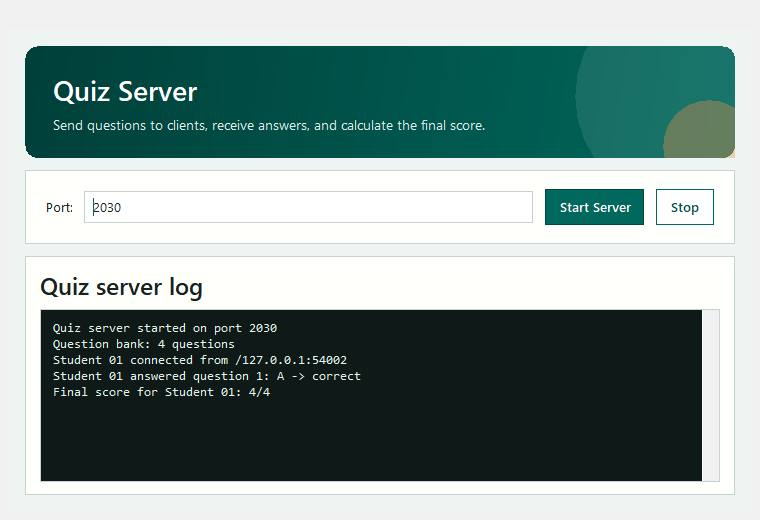 Quiz Server
Send questions to clients, receive answers, and calculate the final score.
Port: 2030 Start Server Stop
Quiz server log
Quiz server started on port 2030
Question bank: 4 questions
Student 01 connected from /127.0.0.1:54002
Student 01 answered question 1: A -> correct
Final score for Student 01: 4/4